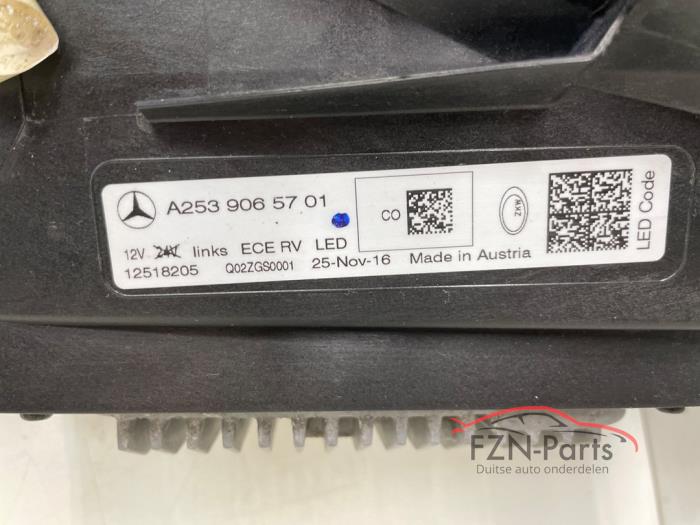 A253 906 57 01
CO
ZKW
LED Code
12V 24V links ECE RV LED
12518205 Q02ZGS0001 25-Nov-16 Made in Austria
FZN-Parts
Duitse auto onderdelen